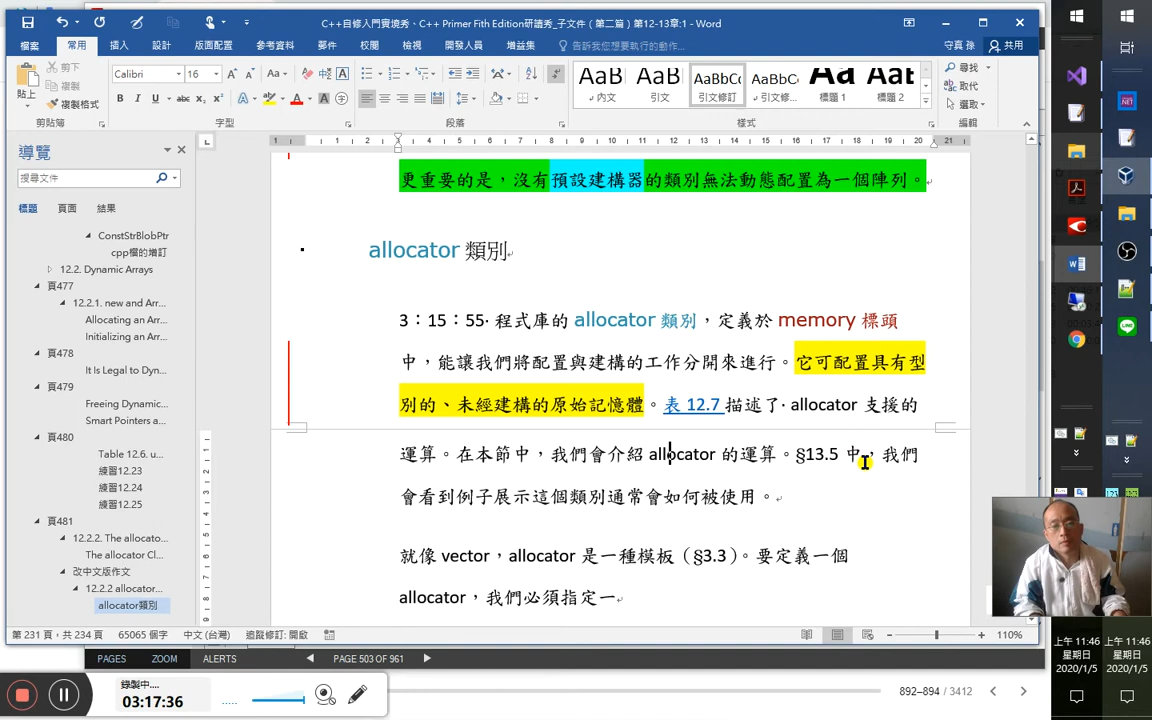 C++自修入門實境秀、C++ Primer Fifth Edition研讀秀_子文件（第二篇）第12-13章:1 - Word
檔案 常用 插入 設計 版面配置 參考資料 郵件 校閱 檢視 開發人員 增益集 告訴我您想要執行的動作... 守真 孫 共用
貼上 剪下 複製 複製格式 剪貼簿
Calibri 16
字型
段落
AaB 內文
AaB 引文
AaBbCc 引文修訂
AaBbCc 引文修...
Aab 標題 1
Aat 標題 2
樣式
尋找 取代 選取 編輯
導覽
搜尋文件
標題 頁面 結果
ConstStrBlobPtr
cpp檔的增訂
12.2. Dynamic Arrays
頁477
12.2.1. new and Arr...
Allocating an Arr...
Initializing an Arr...
頁478
It Is Legal to Dyn...
頁479
Freeing Dynamic...
Smart Pointers a...
頁480
Table 12.6. u...
練習12.23
練習12.24
練習12.25
頁481
12.2.2. The allocato...
The allocator Cl...
改中文版作文
12.2.2 allocator...
allocator類別
更重要的是，沒有預設建構器的類別無法動態配置為一個陣列。
allocator 類別
3：15：55 程式庫的 allocator 類別，定義於 memory 標頭
中，能讓我們將配置與建構的工作分開來進行。它可配置具有型
別的、未經建構的原始記憶體。表 12.7 描述了 allocator 支援的
運算。在本節中，我們會介紹 allocator 的運算。§13.5 中，我們
會看到例子展示這個類別通常會如何被使用。
就像 vector，allocator 是一種模板（§3.3）。要定義一個
allocator，我們必須指定一
第 231 頁，共 234 頁 65065 個字 中文 (台灣) 追蹤修訂: 開啟 110%
PAGES ZOOM ALERTS PAGE 503 OF 961
錄製中....
03:17:36
892–894 / 3412
上午 11:46
星期日
2020/1/5
上午 11:46
星期日
2020/1/5